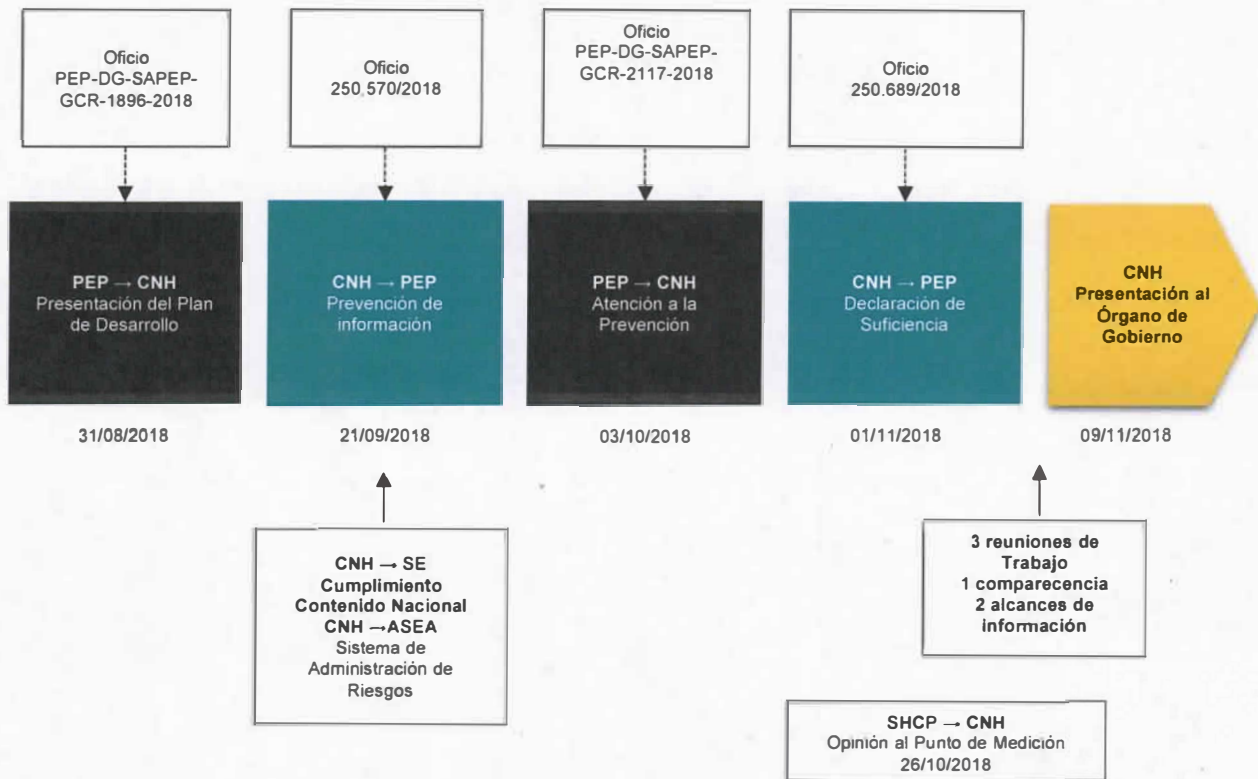 Oficio
PEP-DG-SAPEP-
GCR-1896-2018
Oficio
250.570/2018
Oficio
PEP-DG-SAPEP-
GCR-2117-2018
Oficio
250.689/2018
PEP → CNH
Presentación del Plan
de Desarrollo
CNH → PEP
Prevención de
información
PEP → CNH
Atención a la
Prevención
CNH → PEP
Declaración de
Suficiencia
CNH
Presentación al
Órgano de
Gobierno
31/08/2018
21/09/2018
03/10/2018
01/11/2018
09/11/2018
CNH → SE
Cumplimiento
Contenido Nacional
CNH →ASEA
Sistema de
Administración de
Riesgos
3 reuniones de
Trabajo
1 comparecencia
2 alcances de
información
SHCP → CNH
Opinión al Punto de Medición
26/10/2018